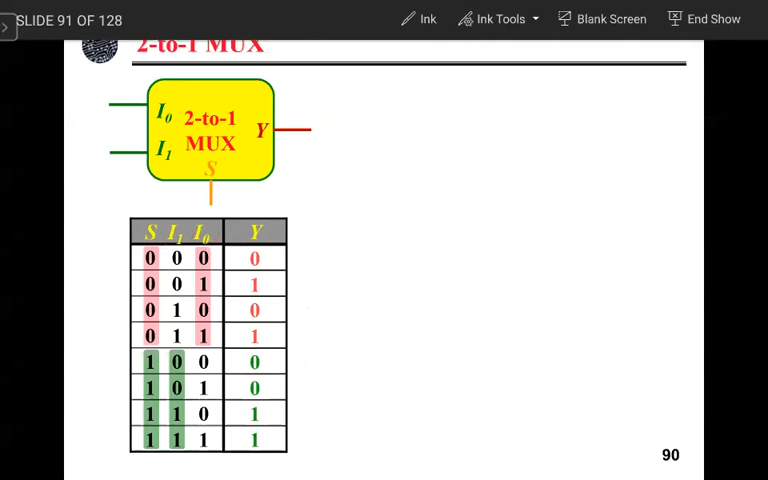 SLIDE 91 OF 128
Ink
Ink Tools
Blank Screen
End Show
2-to-1 MUX
I0
2-to-1
Y
MUX
I1
S
S I1 I0 Y
0 0 0 0
0 0 1 1
0 1 0 0
0 1 1 1
1 0 0 0
1 0 1 0
1 1 0 1
1 1 1 1
90